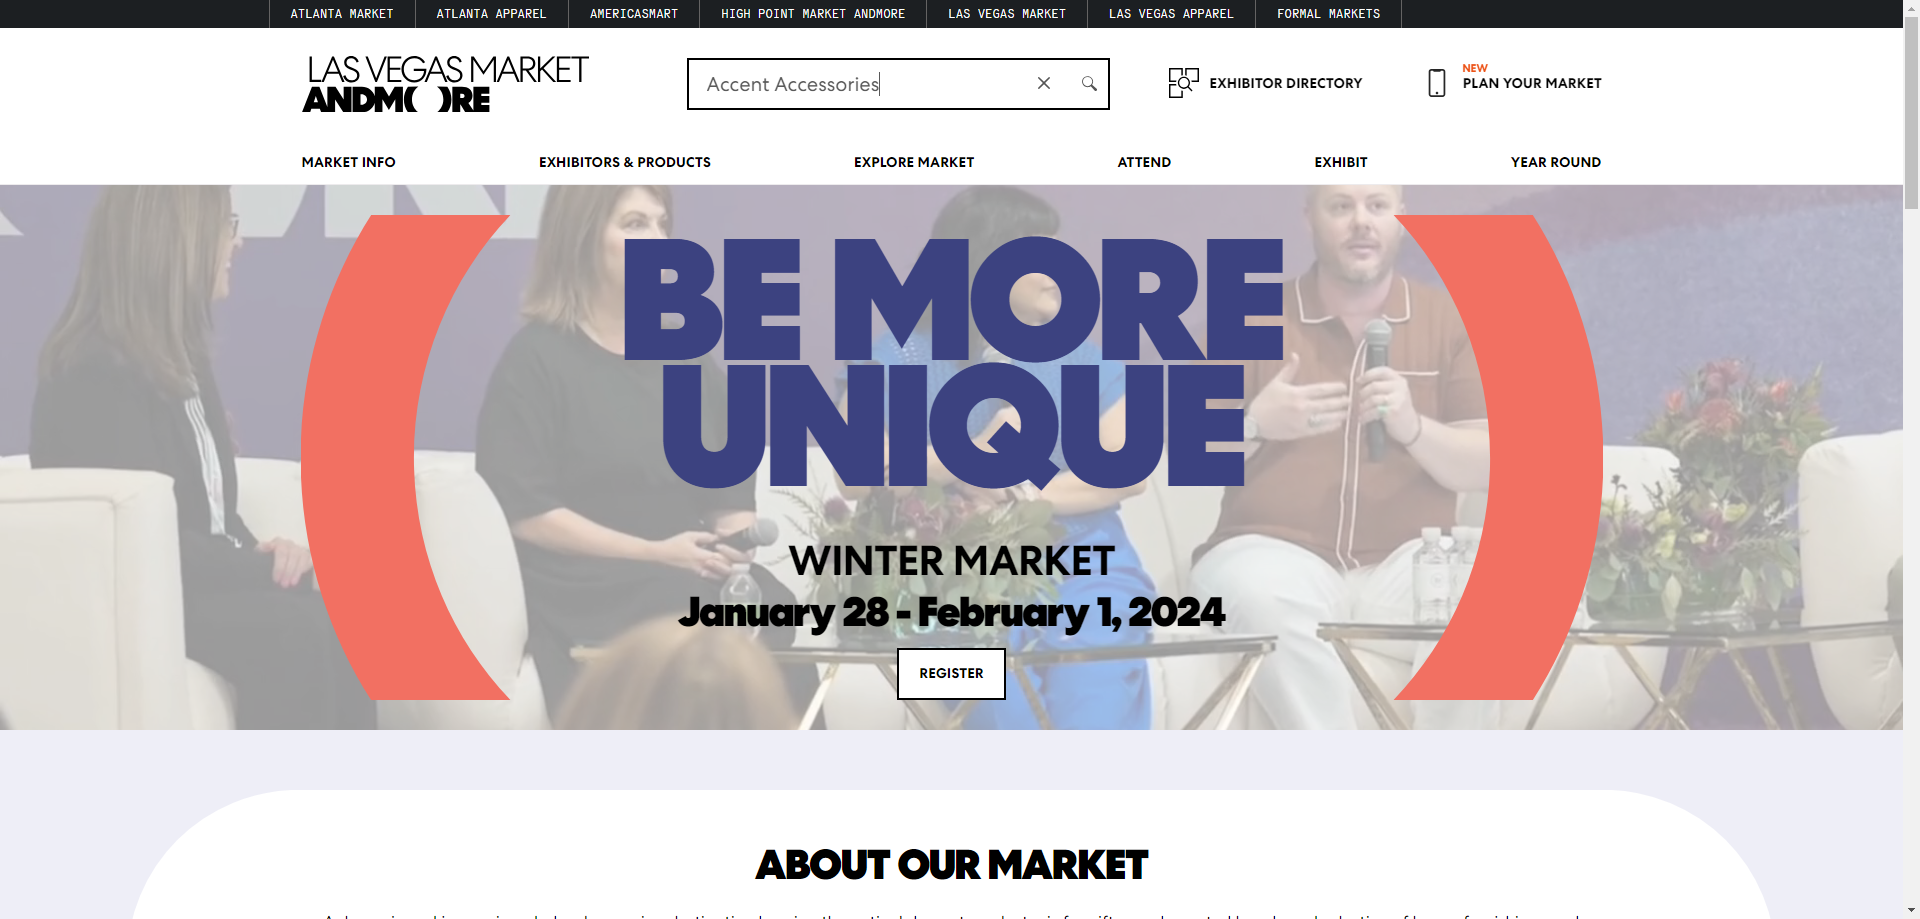 ATLANTA MARKET
ATLANTA APPAREL
AMERICASMART
HIGH POINT MARKET ANDMORE
LAS VEGAS MARKET
LAS VEGAS APPAREL
FORMAL MARKETS
LAS VEGAS MARKET
ANDM( )RE
Accent Accessories
EXHIBITOR DIRECTORY
NEW
PLAN YOUR MARKET
MARKET INFO
EXHIBITORS & PRODUCTS
EXPLORE MARKET
ATTEND
EXHIBIT
YEAR ROUND
BE MORE
UNIQUE
WINTER MARKET
January 28 - February 1, 2024
REGISTER
ABOUT OUR MARKET